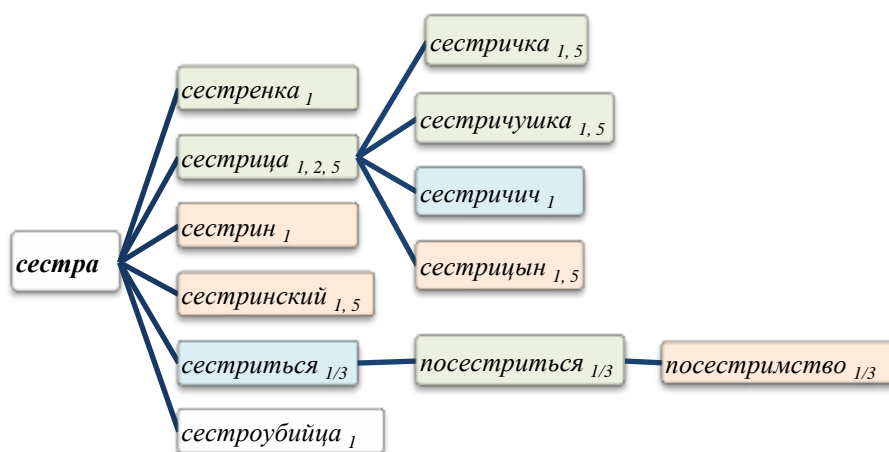 сестричка 1, 5
сестренка 1
сестричушка 1, 5
сестрица 1, 2, 5
сестричич 1
сестрин 1
сестра
сестрицын 1, 5
сестринский 1, 5
сестриться 1/3
посестриться 1/3
посестримство 1/3
сестроубийца 1